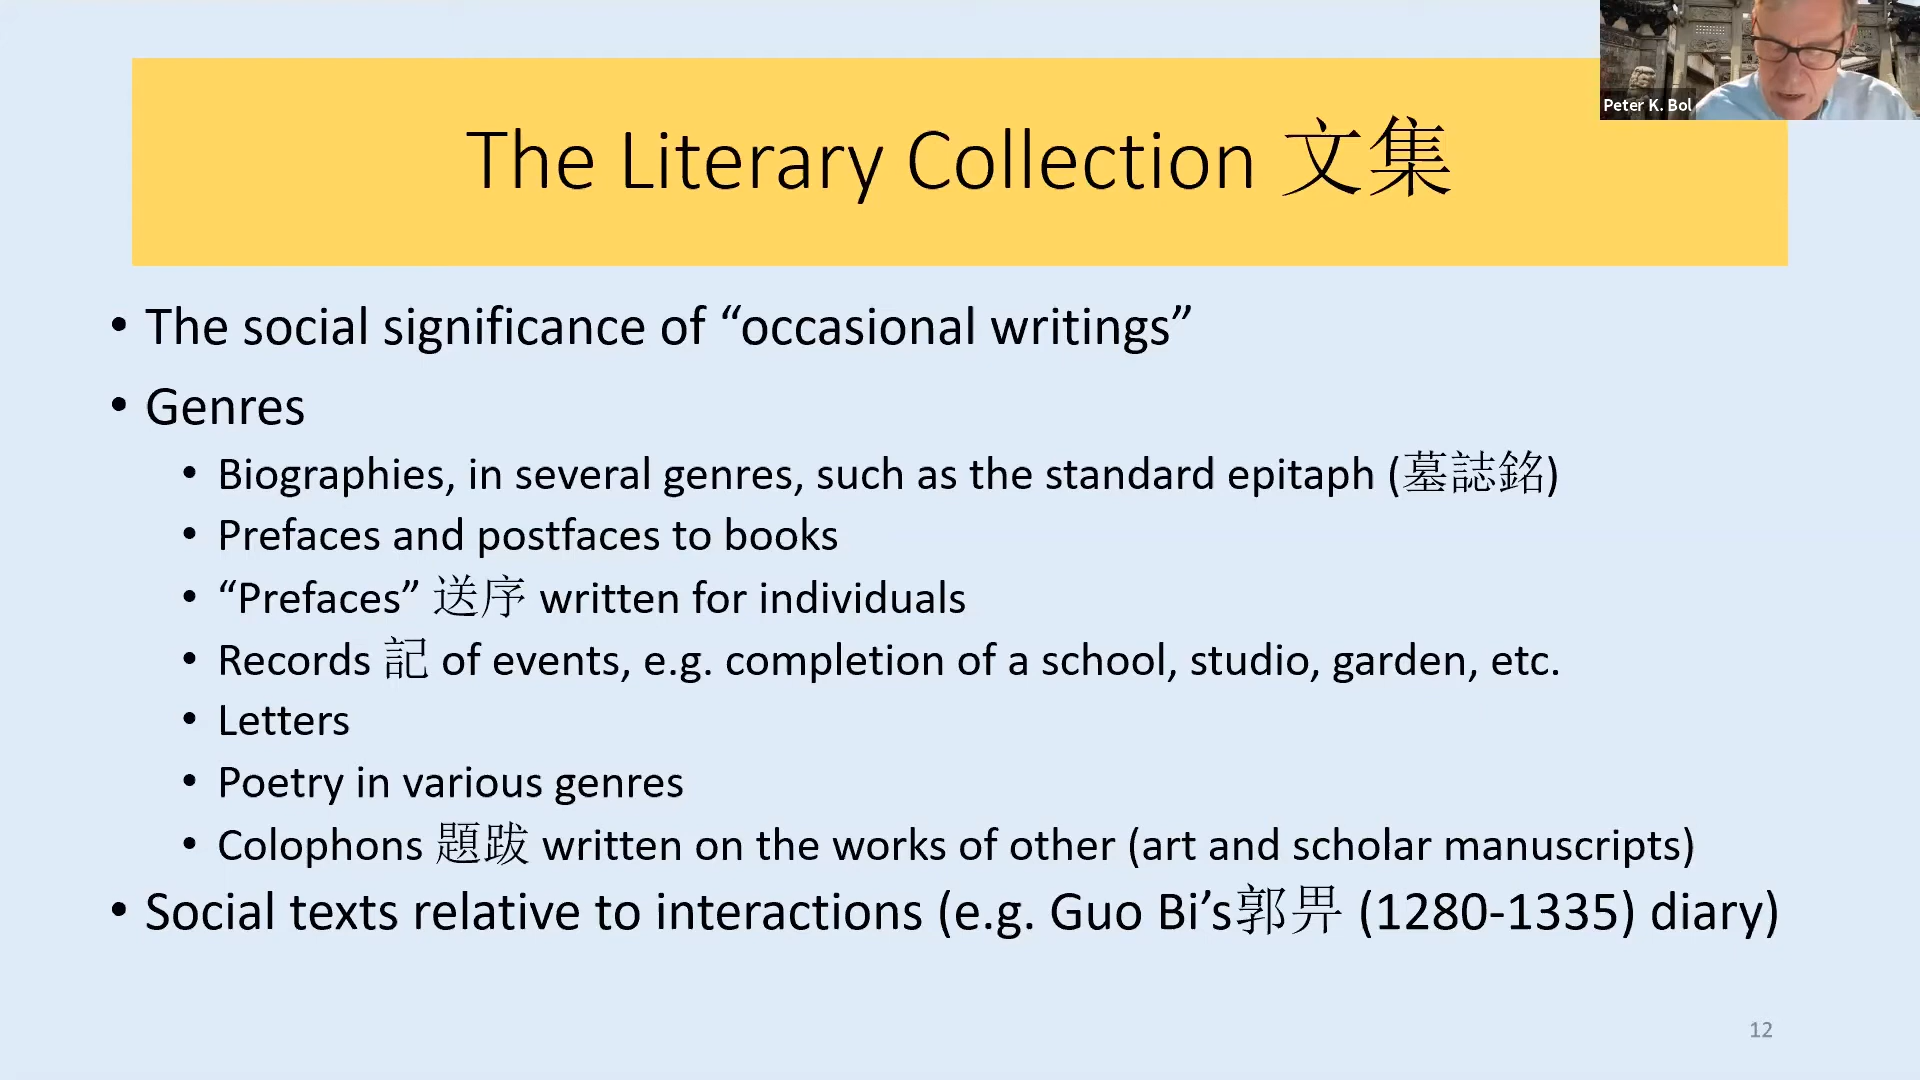 Peter K. Bol
The Literary Collection 文集
• The social significance of “occasional writings”
• Genres
• Biographies, in several genres, such as the standard epitaph (墓誌銘)
• Prefaces and postfaces to books
• “Prefaces” 送序 written for individuals
• Records 記 of events, e.g. completion of a school, studio, garden, etc.
• Letters
• Poetry in various genres
• Colophons 題跋 written on the works of other (art and scholar manuscripts)
• Social texts relative to interactions (e.g. Guo Bi’s郭畀 (1280-1335) diary)
12